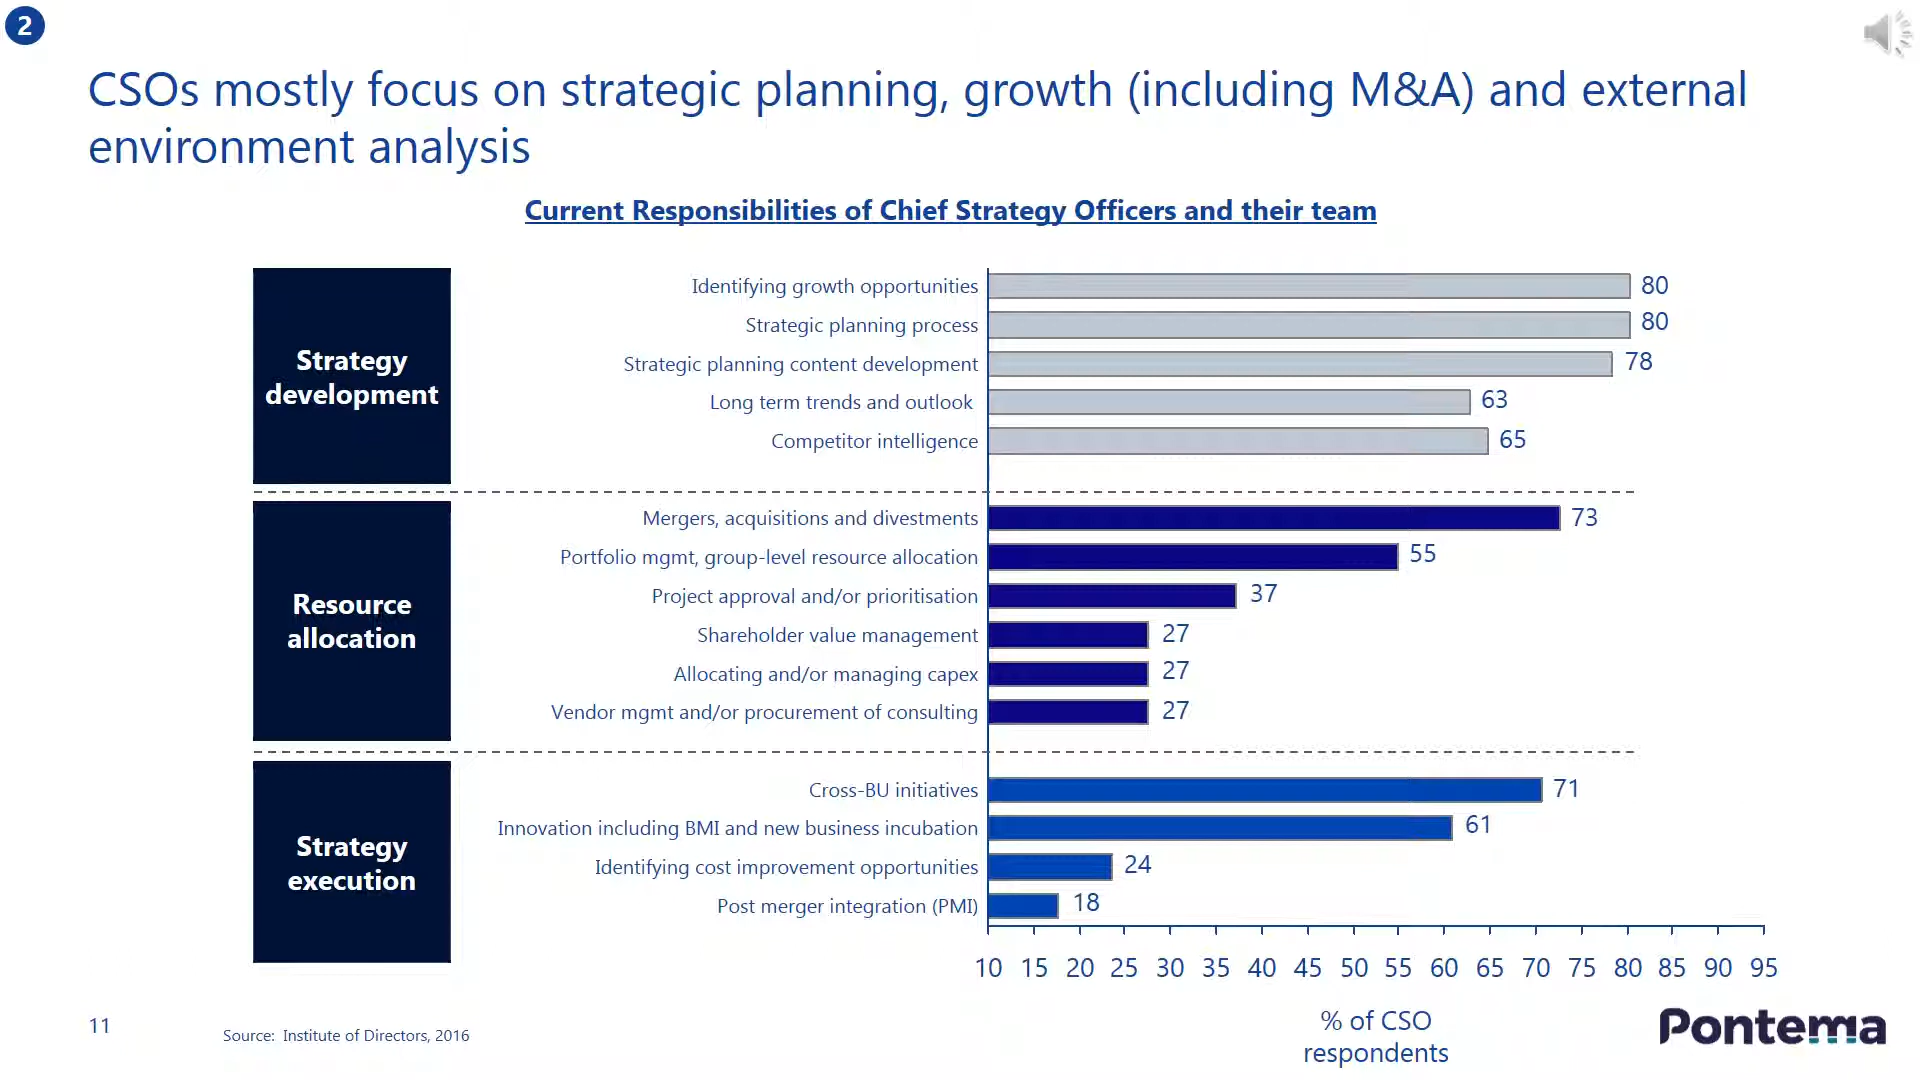 2
CSOs mostly focus on strategic planning, growth (including M&A) and external
environment analysis
Current Responsibilities of Chief Strategy Officers and their team
Strategy
development
Identifying growth opportunities 80
Strategic planning process 80
Strategic planning content development 78
Long term trends and outlook 63
Competitor intelligence 65
Resource
allocation
Mergers, acquisitions and divestments 73
Portfolio mgmt, group-level resource allocation 55
Project approval and/or prioritisation 37
Shareholder value management 27
Allocating and/or managing capex 27
Vendor mgmt and/or procurement of consulting 27
Strategy
execution
Cross-BU initiatives 71
Innovation including BMI and new business incubation 61
Identifying cost improvement opportunities 24
Post merger integration (PMI) 18
10 15 20 25 30 35 40 45 50 55 60 65 70 75 80 85 90 95
% of CSO
respondents
11
Source: Institute of Directors, 2016
Pontema